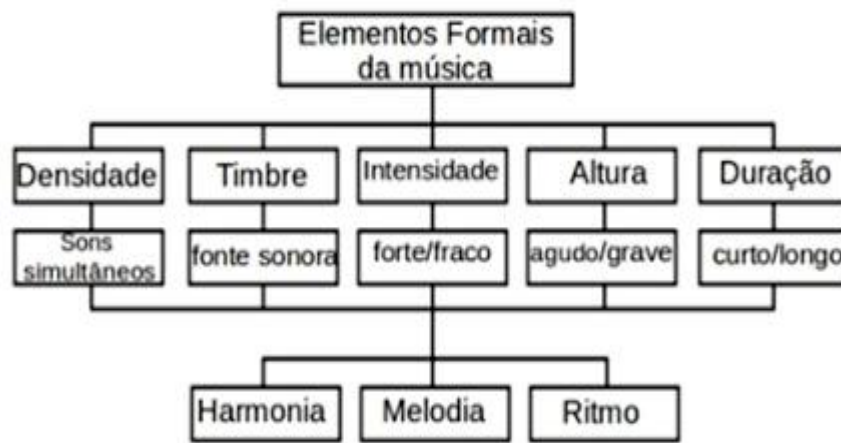 Elementos Formais
da música
Densidade
Timbre
Intensidade
Altura
Duração
Sons
simultâneos
fonte sonora
forte/fraco
agudo/grave
curto/longo
Harmonia
Melodia
Ritmo